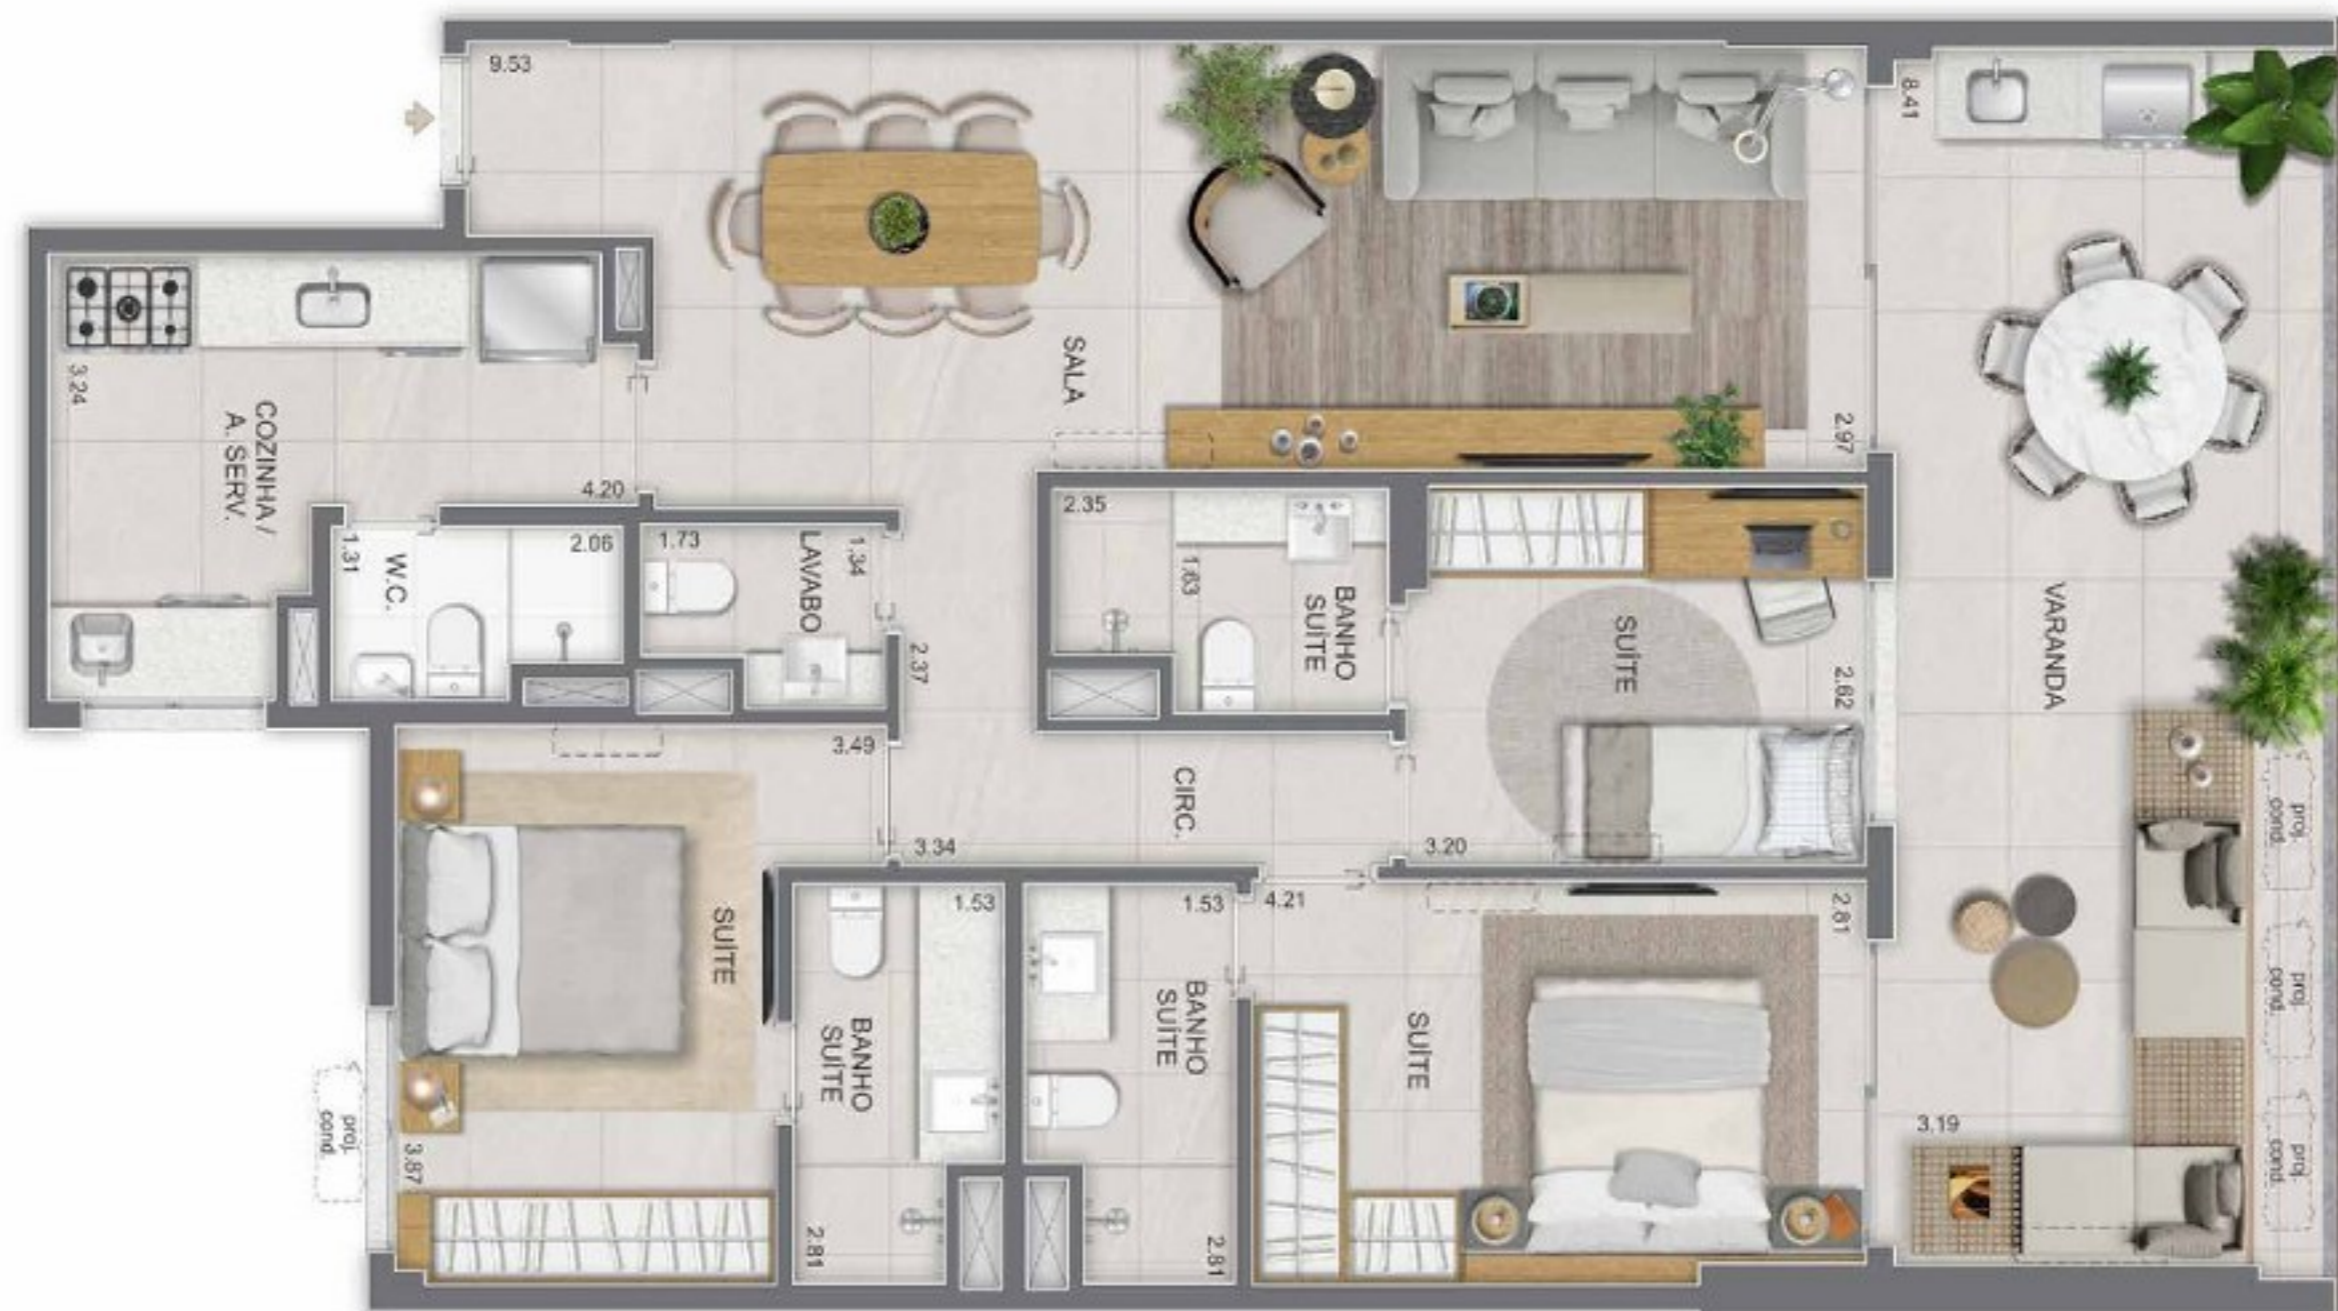 9.53
8.41
SALA
2.97
3.24
COZINHA /
A. SERV.
4.20
1.31
W.C.
2.06
1.73
LAVABO
1.34
2.37
2.35
1.63
BANHO
SUÍTE
SUÍTE
2.62
VARANDA
3.49
CIRC.
3.34
3.20
proj.
cond.
SUÍTE
1.53
BANHO
SUÍTE
3.87
2.81
proj.
cond.
1.53
BANHO
SUÍTE
2.81
4.21
SUÍTE
2.81
3.19
proj.
cond.
proj.
cond.